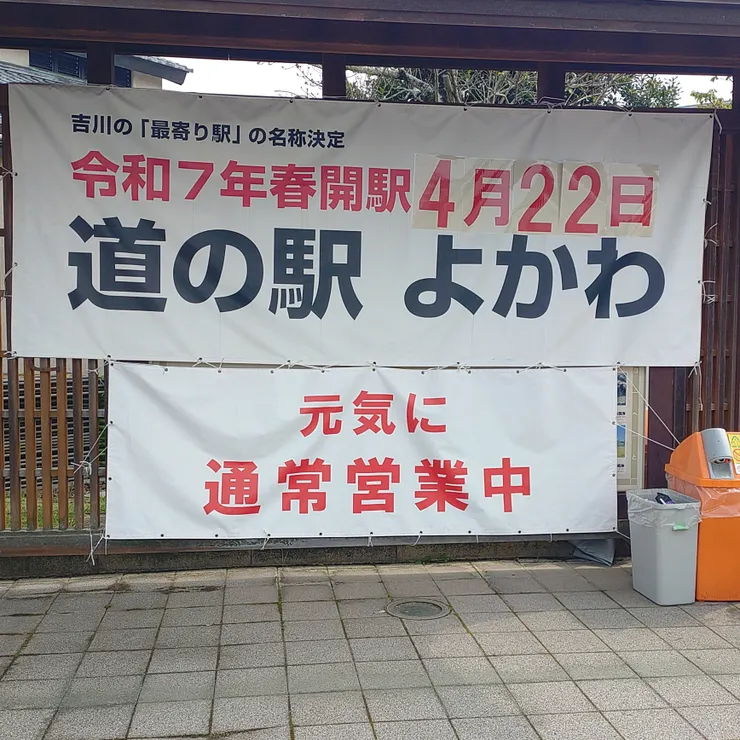 吉川の「最寄り駅」の名称決定
令和7年春開駅4月22日
道の駅 よかわ
元気に
通常営業中